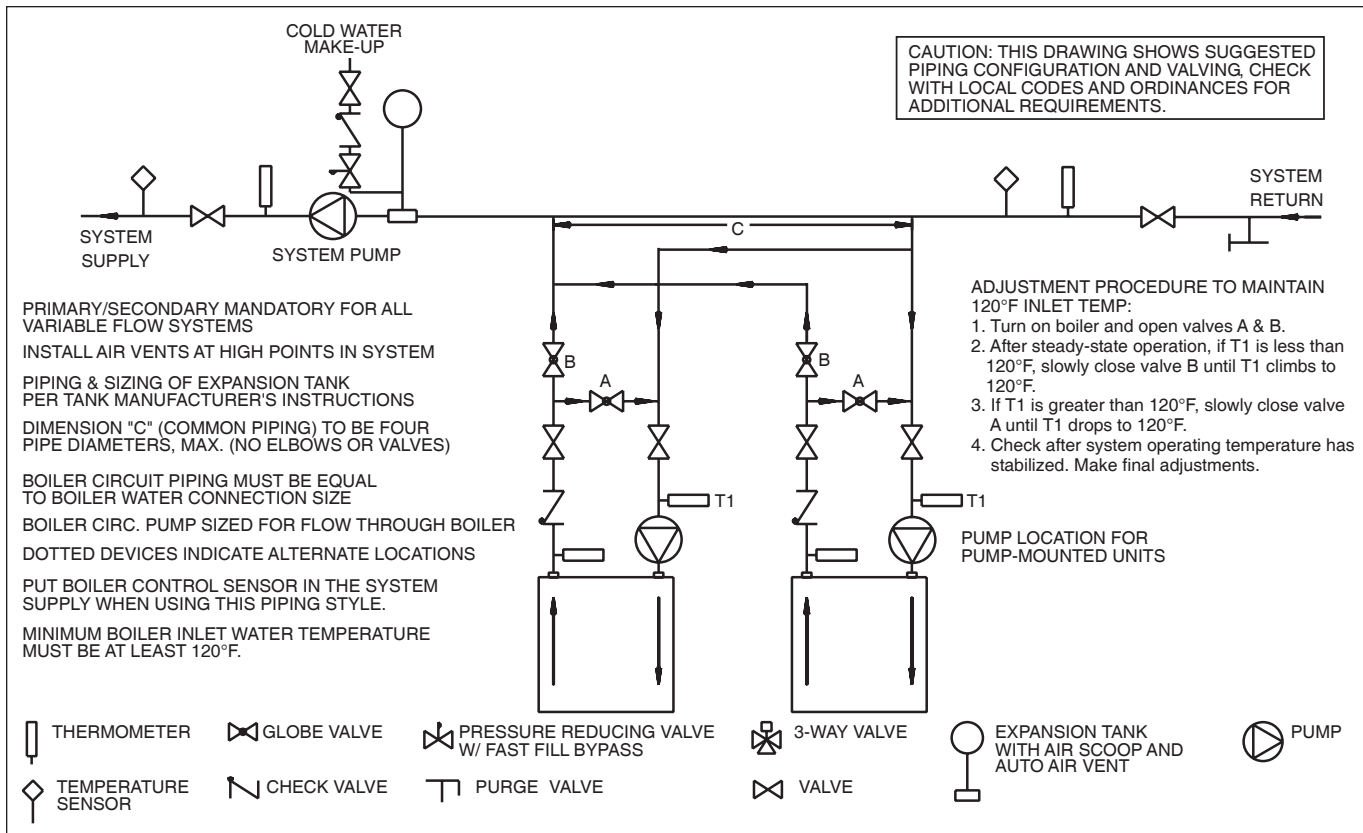 COLD WATER
MAKE-UP
CAUTION: THIS DRAWING SHOWS SUGGESTED
PIPING CONFIGURATION AND VALVING, CHECK
WITH LOCAL CODES AND ORDINANCES FOR
ADDITIONAL REQUIREMENTS.
SYSTEM
RETURN
SYSTEM
SUPPLY
SYSTEM PUMP
C
PRIMARY/SECONDARY MANDATORY FOR ALL
VARIABLE FLOW SYSTEMS
INSTALL AIR VENTS AT HIGH POINTS IN SYSTEM
PIPING & SIZING OF EXPANSION TANK
PER TANK MANUFACTURER'S INSTRUCTIONS
DIMENSION "C" (COMMON PIPING) TO BE FOUR
PIPE DIAMETERS, MAX. (NO ELBOWS OR VALVES)
BOILER CIRCUIT PIPING MUST BE EQUAL
TO BOILER WATER CONNECTION SIZE
BOILER CIRC. PUMP SIZED FOR FLOW THROUGH BOILER
DOTTED DEVICES INDICATE ALTERNATE LOCATIONS
PUT BOILER CONTROL SENSOR IN THE SYSTEM
SUPPLY WHEN USING THIS PIPING STYLE.
MINIMUM BOILER INLET WATER TEMPERATURE
MUST BE AT LEAST 120°F.
B
A
T1
B
A
T1
ADJUSTMENT PROCEDURE TO MAINTAIN
120°F INLET TEMP:
1. Turn on boiler and open valves A & B.
2. After steady-state operation, if T1 is less than
120°F, slowly close valve B until T1 climbs to
120°F.
3. If T1 is greater than 120°F, slowly close valve
A until T1 drops to 120°F.
4. Check after system operating temperature has
stabilized. Make final adjustments.
PUMP LOCATION FOR
PUMP-MOUNTED UNITS
THERMOMETER
GLOBE VALVE
PRESSURE REDUCING VALVE
W/ FAST FILL BYPASS
3-WAY VALVE
EXPANSION TANK
WITH AIR SCOOP AND
AUTO AIR VENT
PUMP
TEMPERATURE
SENSOR
CHECK VALVE
PURGE VALVE
VALVE